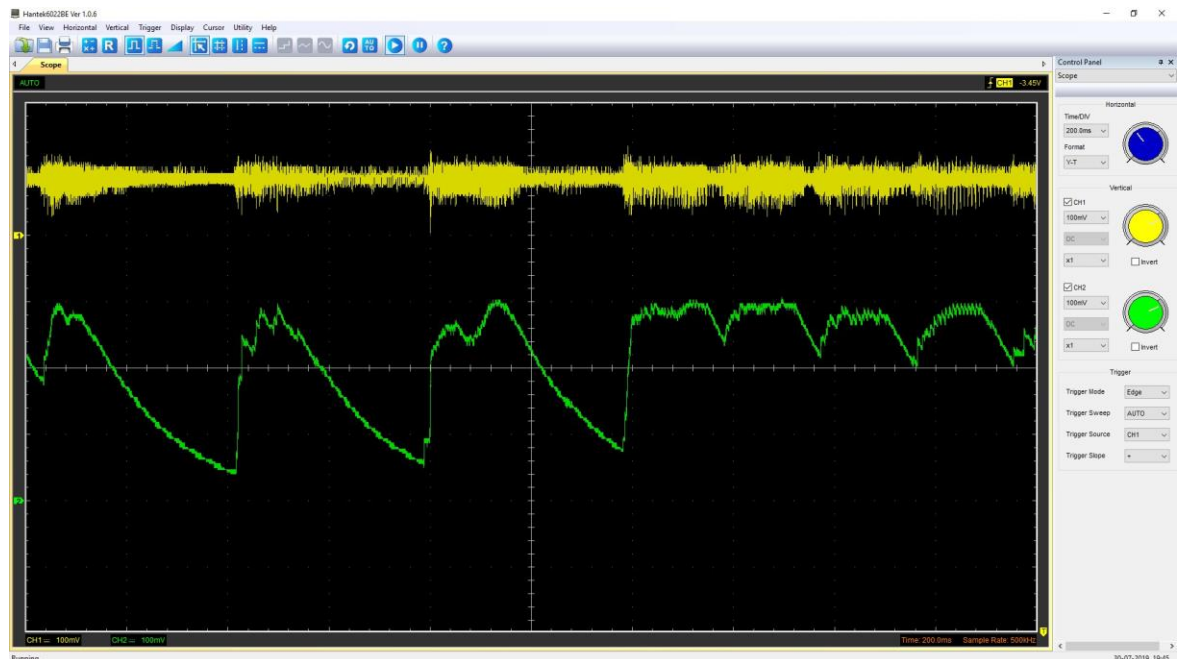 Hantek6022BE Ver 1.0.6
File View Horizontal Vertical Trigger Display Cursor Utility Help
Scope
AUTO
CH1 -3.45V
1
2
CH1 100mV CH2 100mV
Time: 200.0ms Sample Rate: 500kHz
Running
Control Panel
Scope
Horizontal
Time/DIV
200.0ms
Format
Y-T
Vertical
CH1
100mV
DC
x1
Invert
CH2
100mV
DC
x1
Invert
Trigger
Trigger Mode Edge
Trigger Sweep AUTO
Trigger Source CH1
Trigger Slope +
30-07-2019 19:45